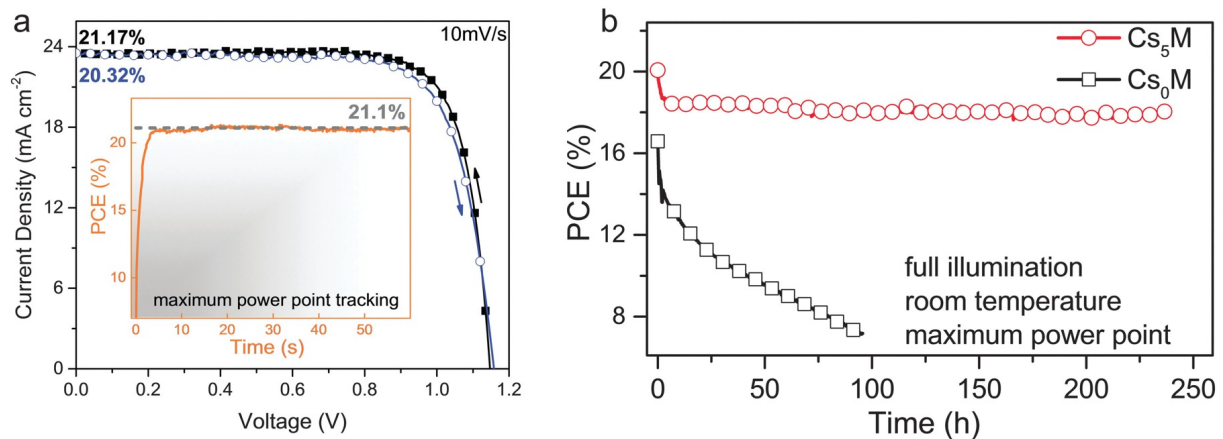 a
21.17%
20.32%
10mV/s
21.1%
maximum power point tracking
PCE (%)
20
15
10
0
10
20
30
40
50
Time (s)
Current Density (mA cm⁻²)
24
18
12
6
0
0.0
0.2
0.4
0.6
0.8
1.0
1.2
Voltage (V)
b
Cs₅M
Cs₀M
full illumination
room temperature
maximum power point
PCE (%)
20
16
12
8
0
50
100
150
200
250
Time (h)